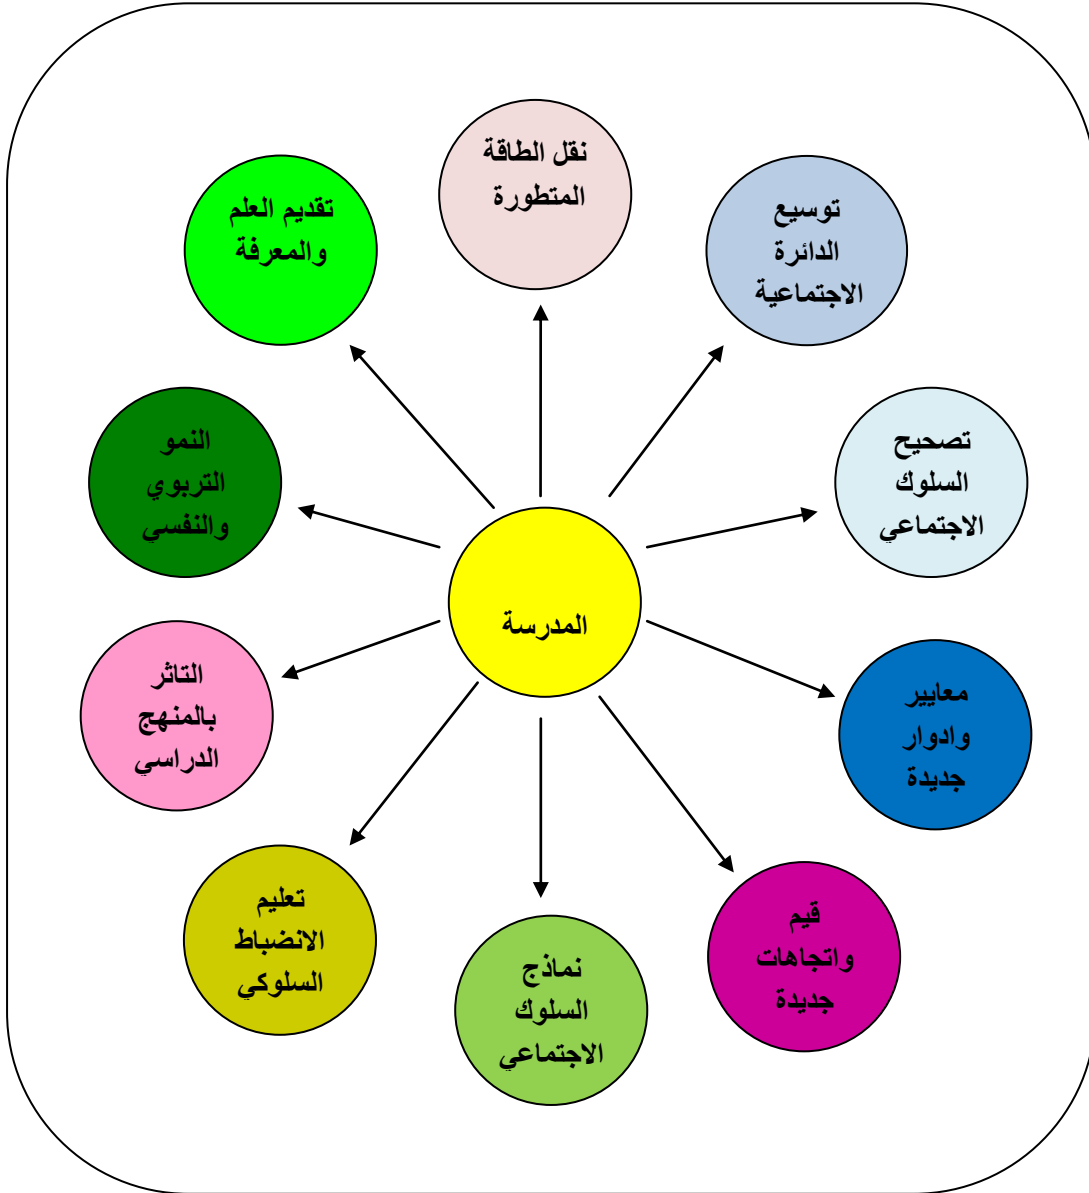 نقل الطاقة
المتطورة
توسيع
الدائرة
الاجتماعية
تقديم العلم
والمعرفة
تصحيح
السلوك
الاجتماعي
النمو
التربوي
والنفسي
المدرسة
معايير
وادوار
جديدة
التاثر
بالمنهج
الدراسي
قيم
واتجاهات
جديدة
تعليم
الانضباط
السلوكي
نماذج
السلوك
الاجتماعي